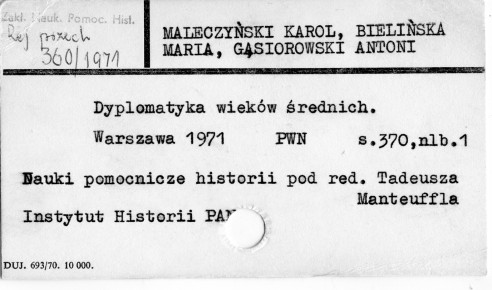 Zakł. Nauk. Pomoc. Hist.
Rej przech
360/1971
MALECZYŃSKI KAROL, BIELIŃSKA
MARIA, GĄSIOROWSKI ANTONI
Dyplomatyka wieków średnich.
Warszawa 1971 PWN s.370,nlb.1
Nauki pomocnicze historii pod red. Tadeusza
Manteuffla
Instytut Historii PAN
DUJ. 693/70. 10 000.